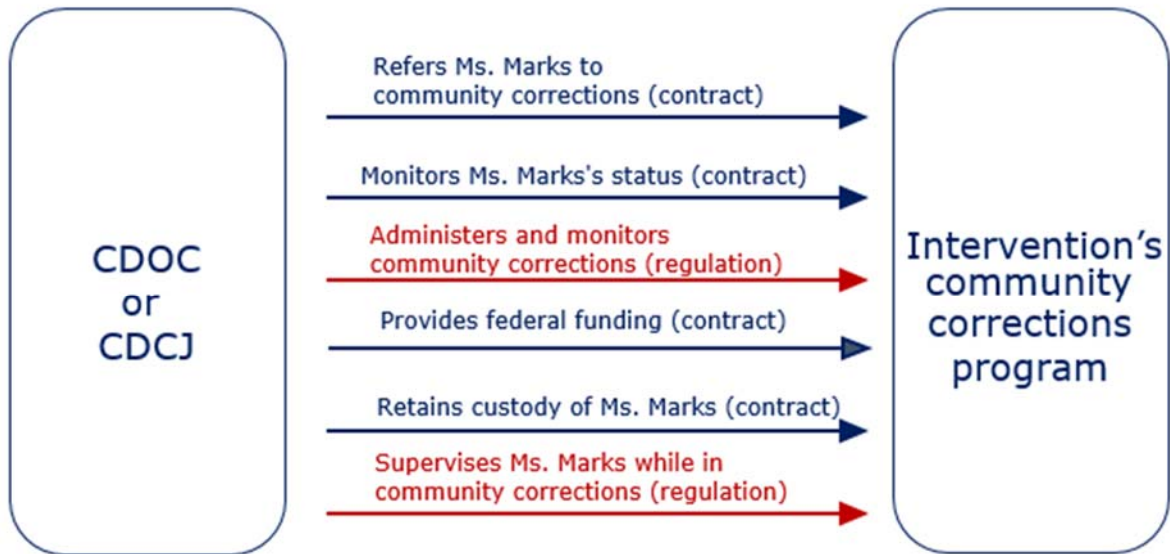 CDOC
or
CDCJ
Refers Ms. Marks to
community corrections (contract)
Monitors Ms. Marks's status (contract)
Administers and monitors
community corrections (regulation)
Provides federal funding (contract)
Retains custody of Ms. Marks (contract)
Supervises Ms. Marks while in
community corrections (regulation)
Intervention’s
community
corrections
program